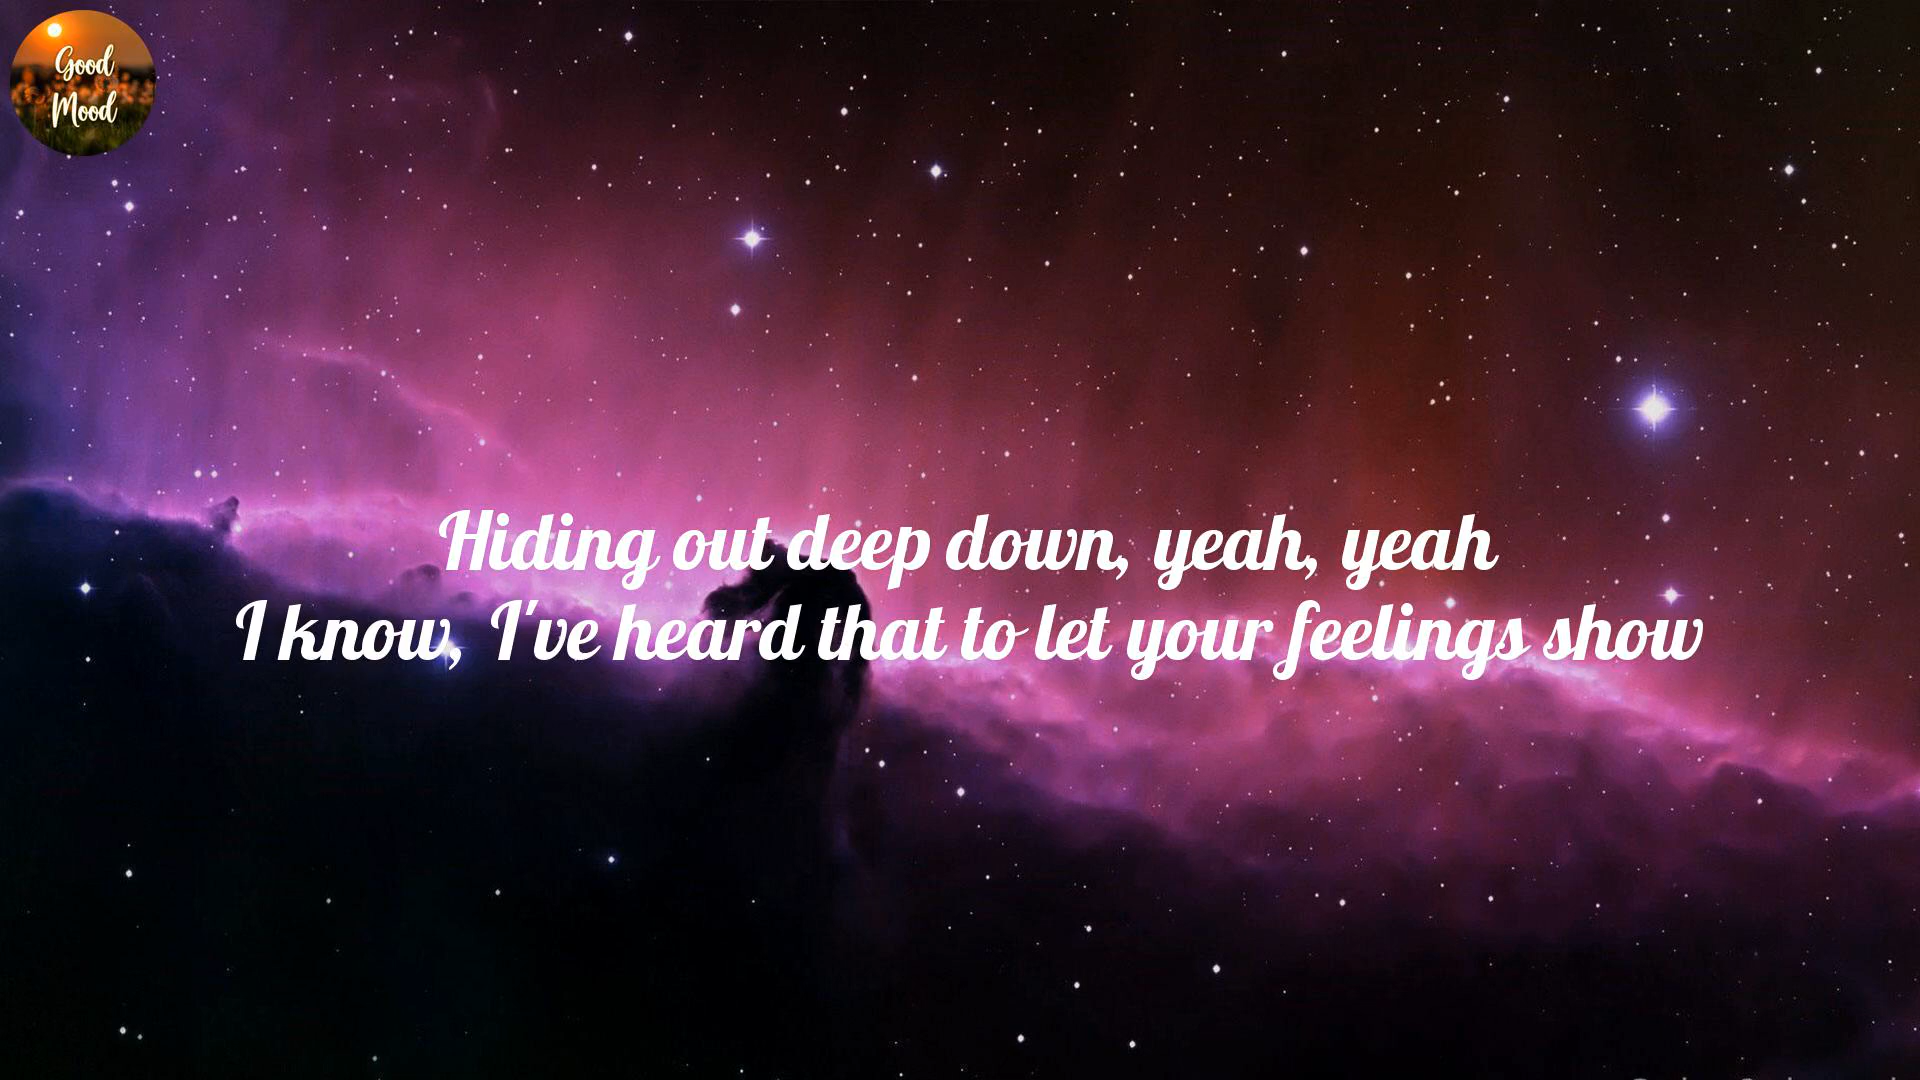 Good
Mood
Hiding out deep down, yeah, yeah
I know, I've heard that to let your feelings show